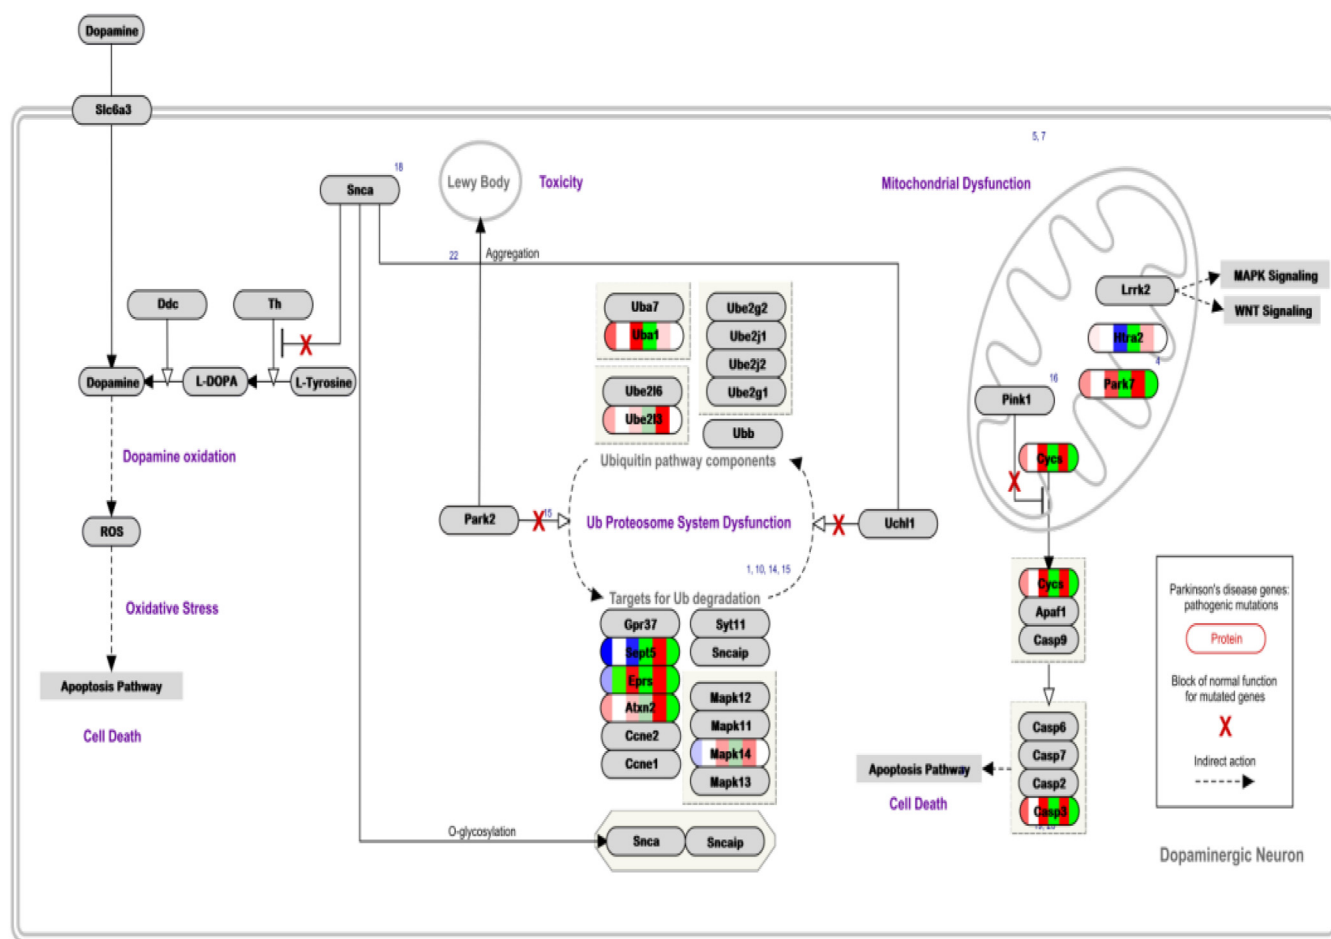 Dopamine
Slc6a3
5, 7
18
Snca
Lewy Body
Toxicity
Mitochondrial Dysfunction
22
Aggregation
Ddc
Th
X
Uba7
Uba1
Ube2g2
Ube2j1
Ube2j2
Ube2g1
Ube2l6
Ube2l3
Ubb
Lrrk2
MAPK Signaling
WNT Signaling
Htra2
4
Park7
16
Pink1
Cycs
X
Dopamine
L-DOPA
L-Tyrosine
Dopamine oxidation
ROS
Oxidative Stress
Apoptosis Pathway
Cell Death
Ubiquitin pathway components
Park2
X
15
Ub Proteosome System Dysfunction
X
Uchl1
1, 10, 14, 15
Targets for Ub degradation
Gpr37
Sept5
Eprs
Atxn2
Ccne2
Ccne1
Syt11
Sncaip
Mapk12
Mapk11
Mapk14
Mapk13
Cycs
Apaf1
Casp9
Casp6
Casp7
Casp2
Casp3
Apoptosis Pathway
Cell Death
O-glycosylation
Snca
Sncaip
Parkinson's disease genes:
pathogenic mutations
Protein
Block of normal function
for mutated genes
X
Indirect action
Dopaminergic Neuron